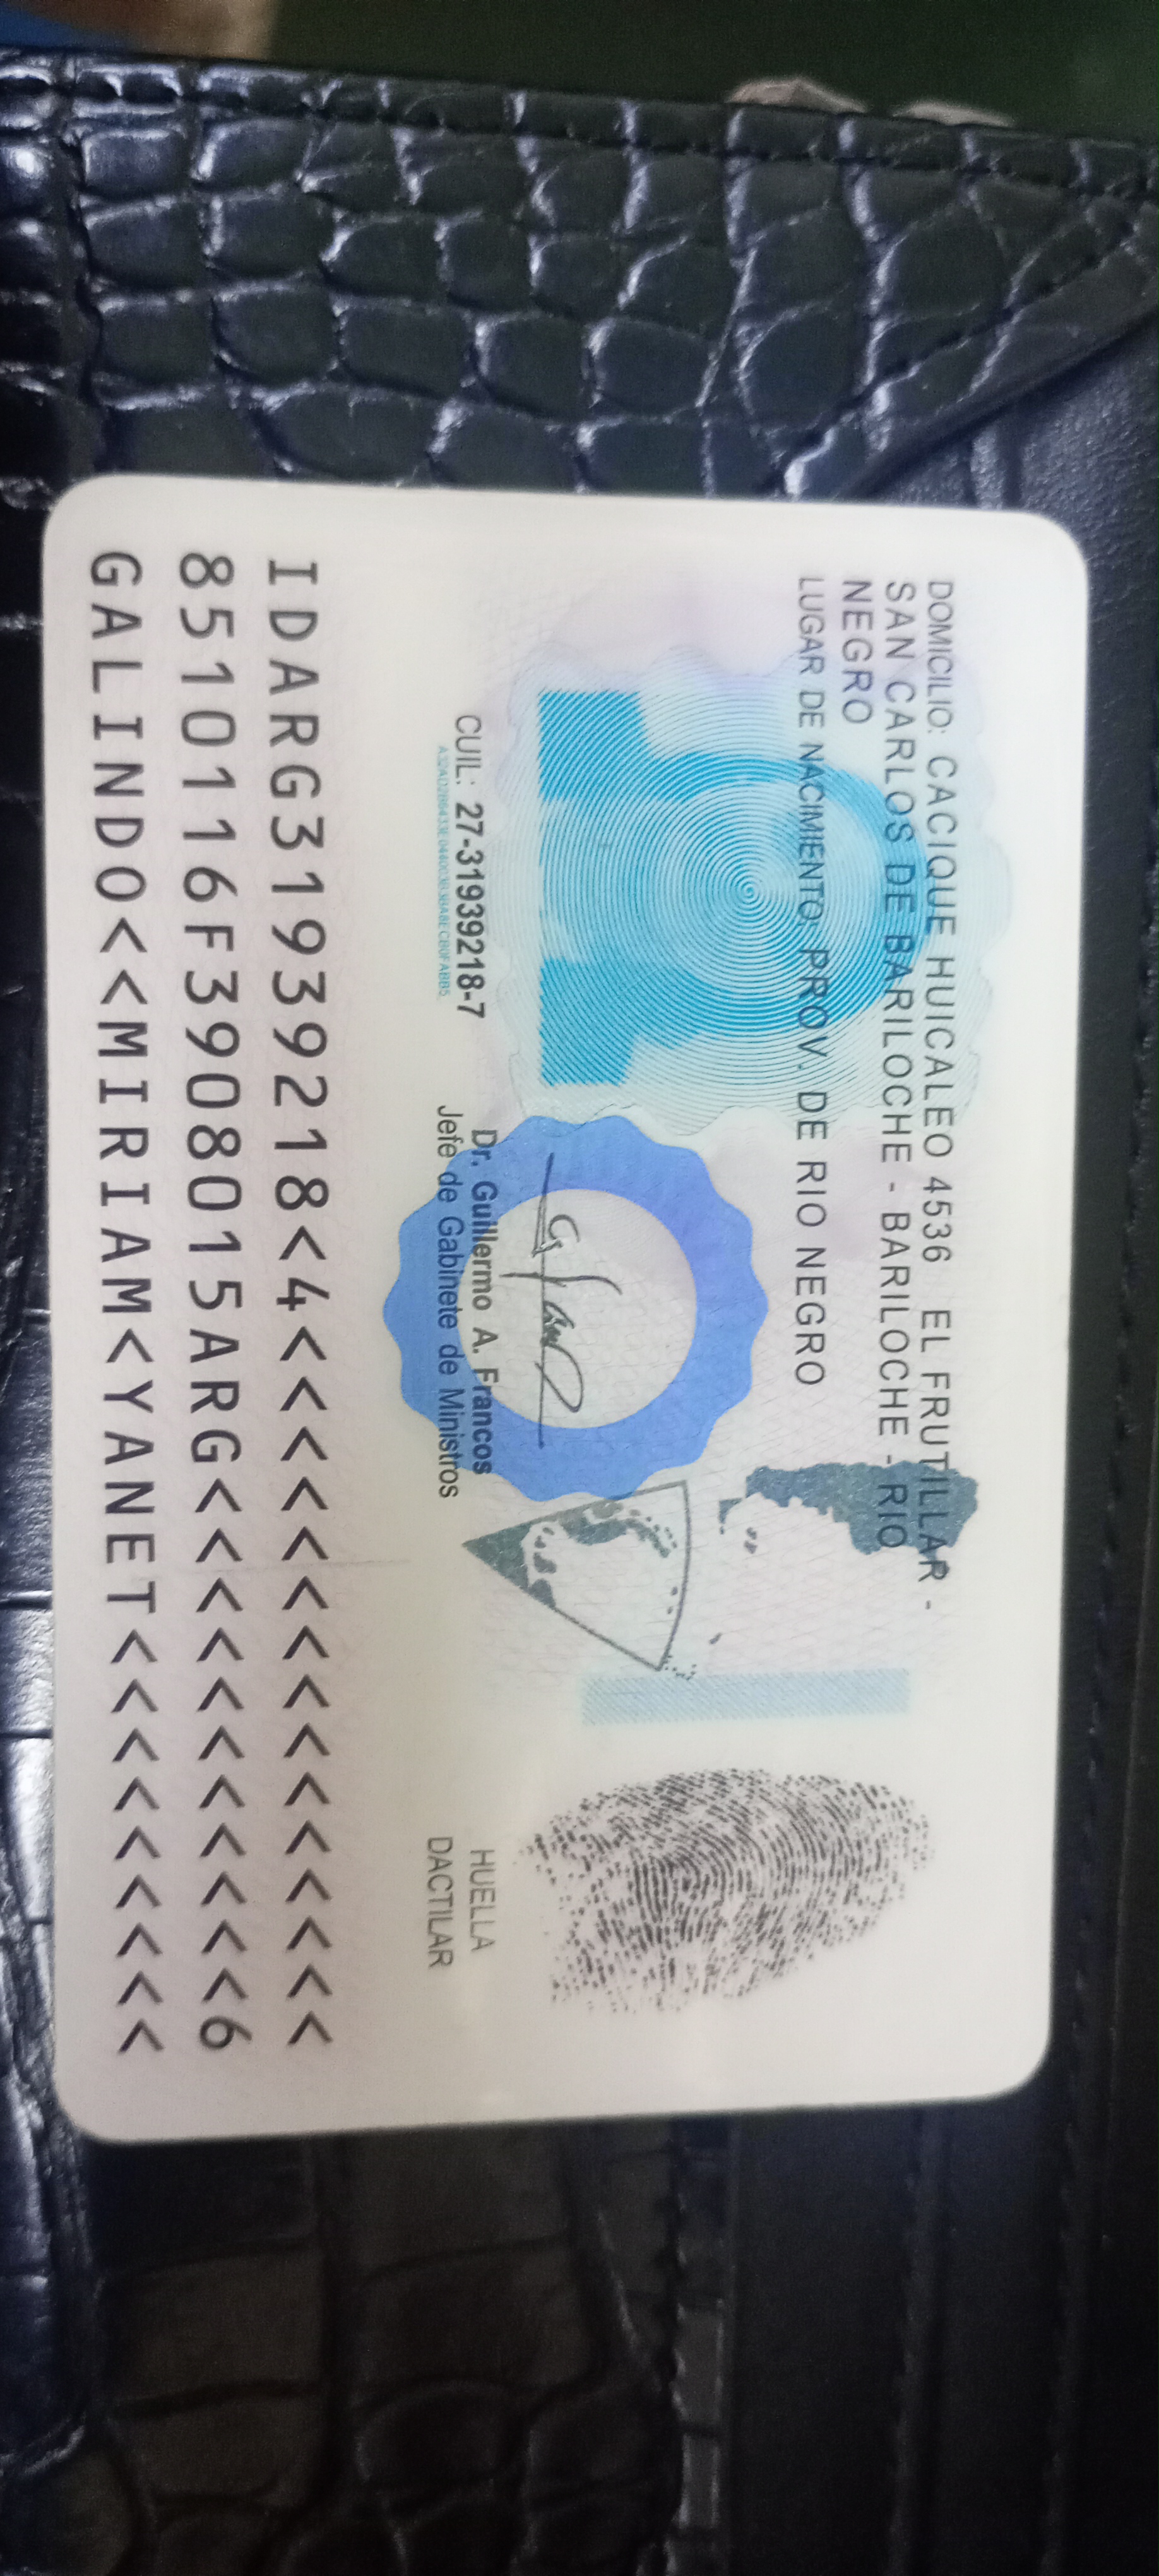 DOMICILIO: CACIQUE HUICALEO 4536 EL FRUTILLAR -
SAN CARLOS DE BARILOCHE - BARILOCHE - RIO
NEGRO
LUGAR DE NACIMIENTO: PROV. DE RIO NEGRO
CUIL: 27-31939218-7
Dr. Guillermo A. Francos
Jefe de Gabinete de Ministros
HUELLA
DACTILAR
IDARG31939218<4<<<<<<<<<<<<<<<
8510116F3908015ARG<<<<<<<<<<<6
GALINDO<<MIRIAM<YANET<<<<<<<<<